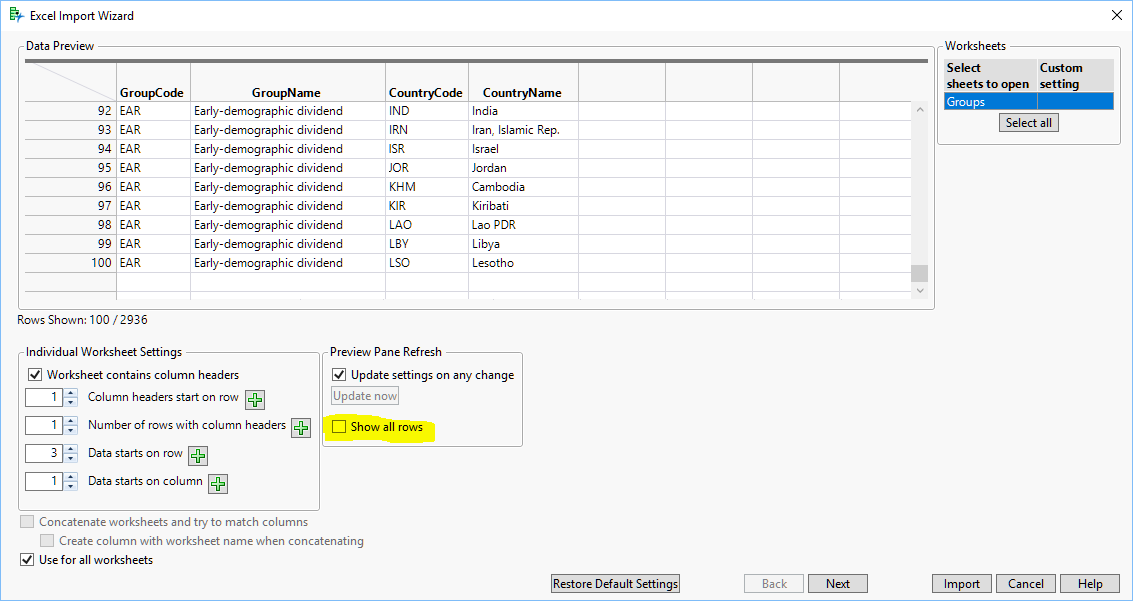 Excel Import Wizard
Data Preview
GroupCode GroupName CountryCode CountryName
92 EAR Early-demographic dividend IND India
93 EAR Early-demographic dividend IRN Iran, Islamic Rep.
94 EAR Early-demographic dividend ISR Israel
95 EAR Early-demographic dividend JOR Jordan
96 EAR Early-demographic dividend KHM Cambodia
97 EAR Early-demographic dividend KIR Kiribati
98 EAR Early-demographic dividend LAO Lao PDR
99 EAR Early-demographic dividend LBY Libya
100 EAR Early-demographic dividend LSO Lesotho
Rows Shown: 100 / 2936
Worksheets
Select Custom
sheets to open setting
Groups
Select all
Individual Worksheet Settings
Worksheet contains column headers
1 Column headers start on row
1 Number of rows with column headers
3 Data starts on row
1 Data starts on column
Preview Pane Refresh
Update settings on any change
Update now
Show all rows
Concatenate worksheets and try to match columns
Create column with worksheet name when concatenating
Use for all worksheets
Restore Default Settings Back Next Import Cancel Help